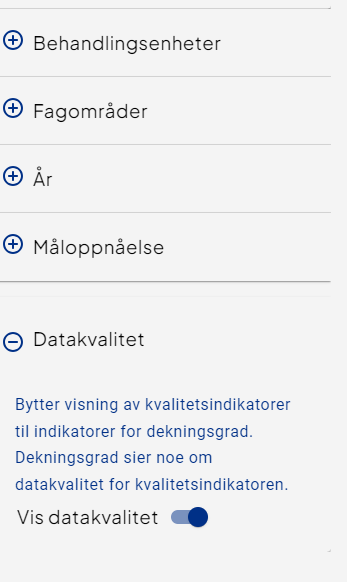 Behandlingsenheter
Fagområder
År
Måloppnåelse
Datakvalitet
Bytter visning av kvalitetsindikatorer
til indikatorer for dekningsgrad.
Dekningsgrad sier noe om
datakvalitet for kvalitetsindikatoren.
Vis datakvalitet